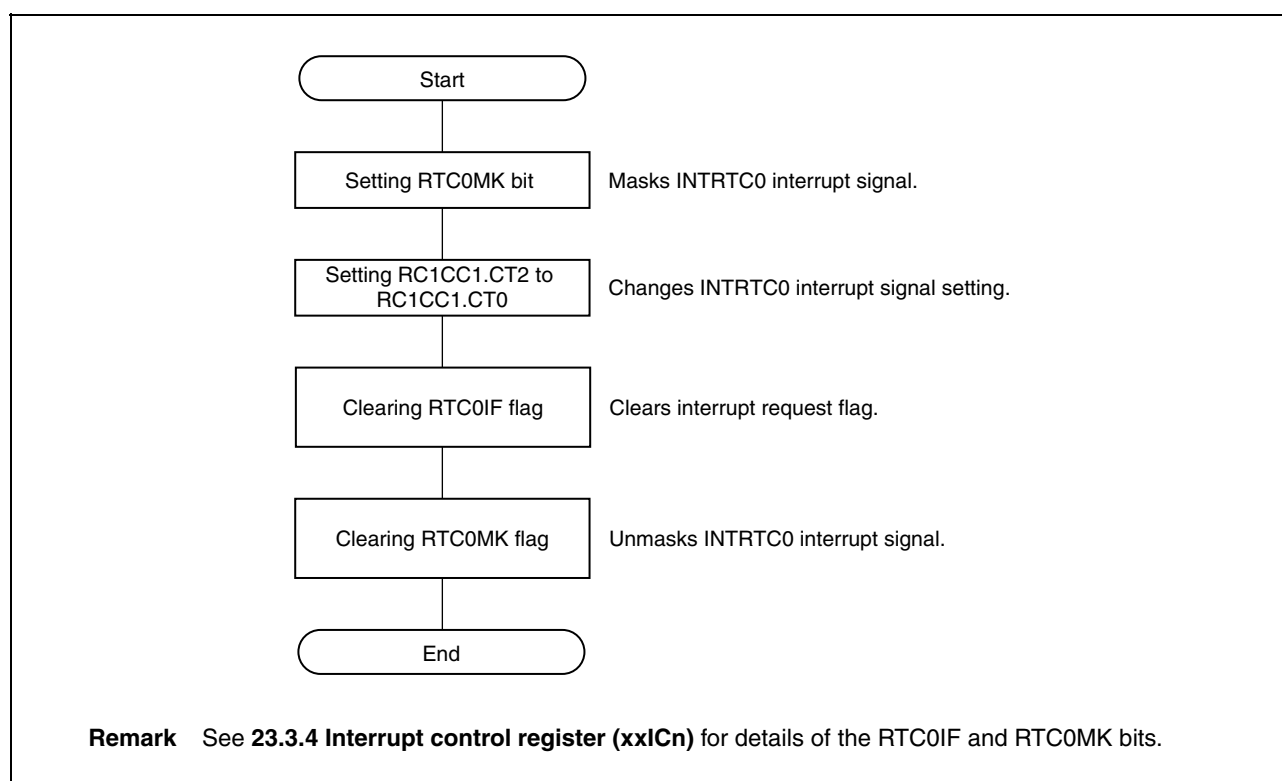 Start
Setting RTC0MK bit
Masks INTRTC0 interrupt signal.
Setting RC1CC1.CT2 to
RC1CC1.CT0
Changes INTRTC0 interrupt signal setting.
Clearing RTC0IF flag
Clears interrupt request flag.
Clearing RTC0MK flag
Unmasks INTRTC0 interrupt signal.
End
Remark See 23.3.4 Interrupt control register (xxICn) for details of the RTC0IF and RTC0MK bits.